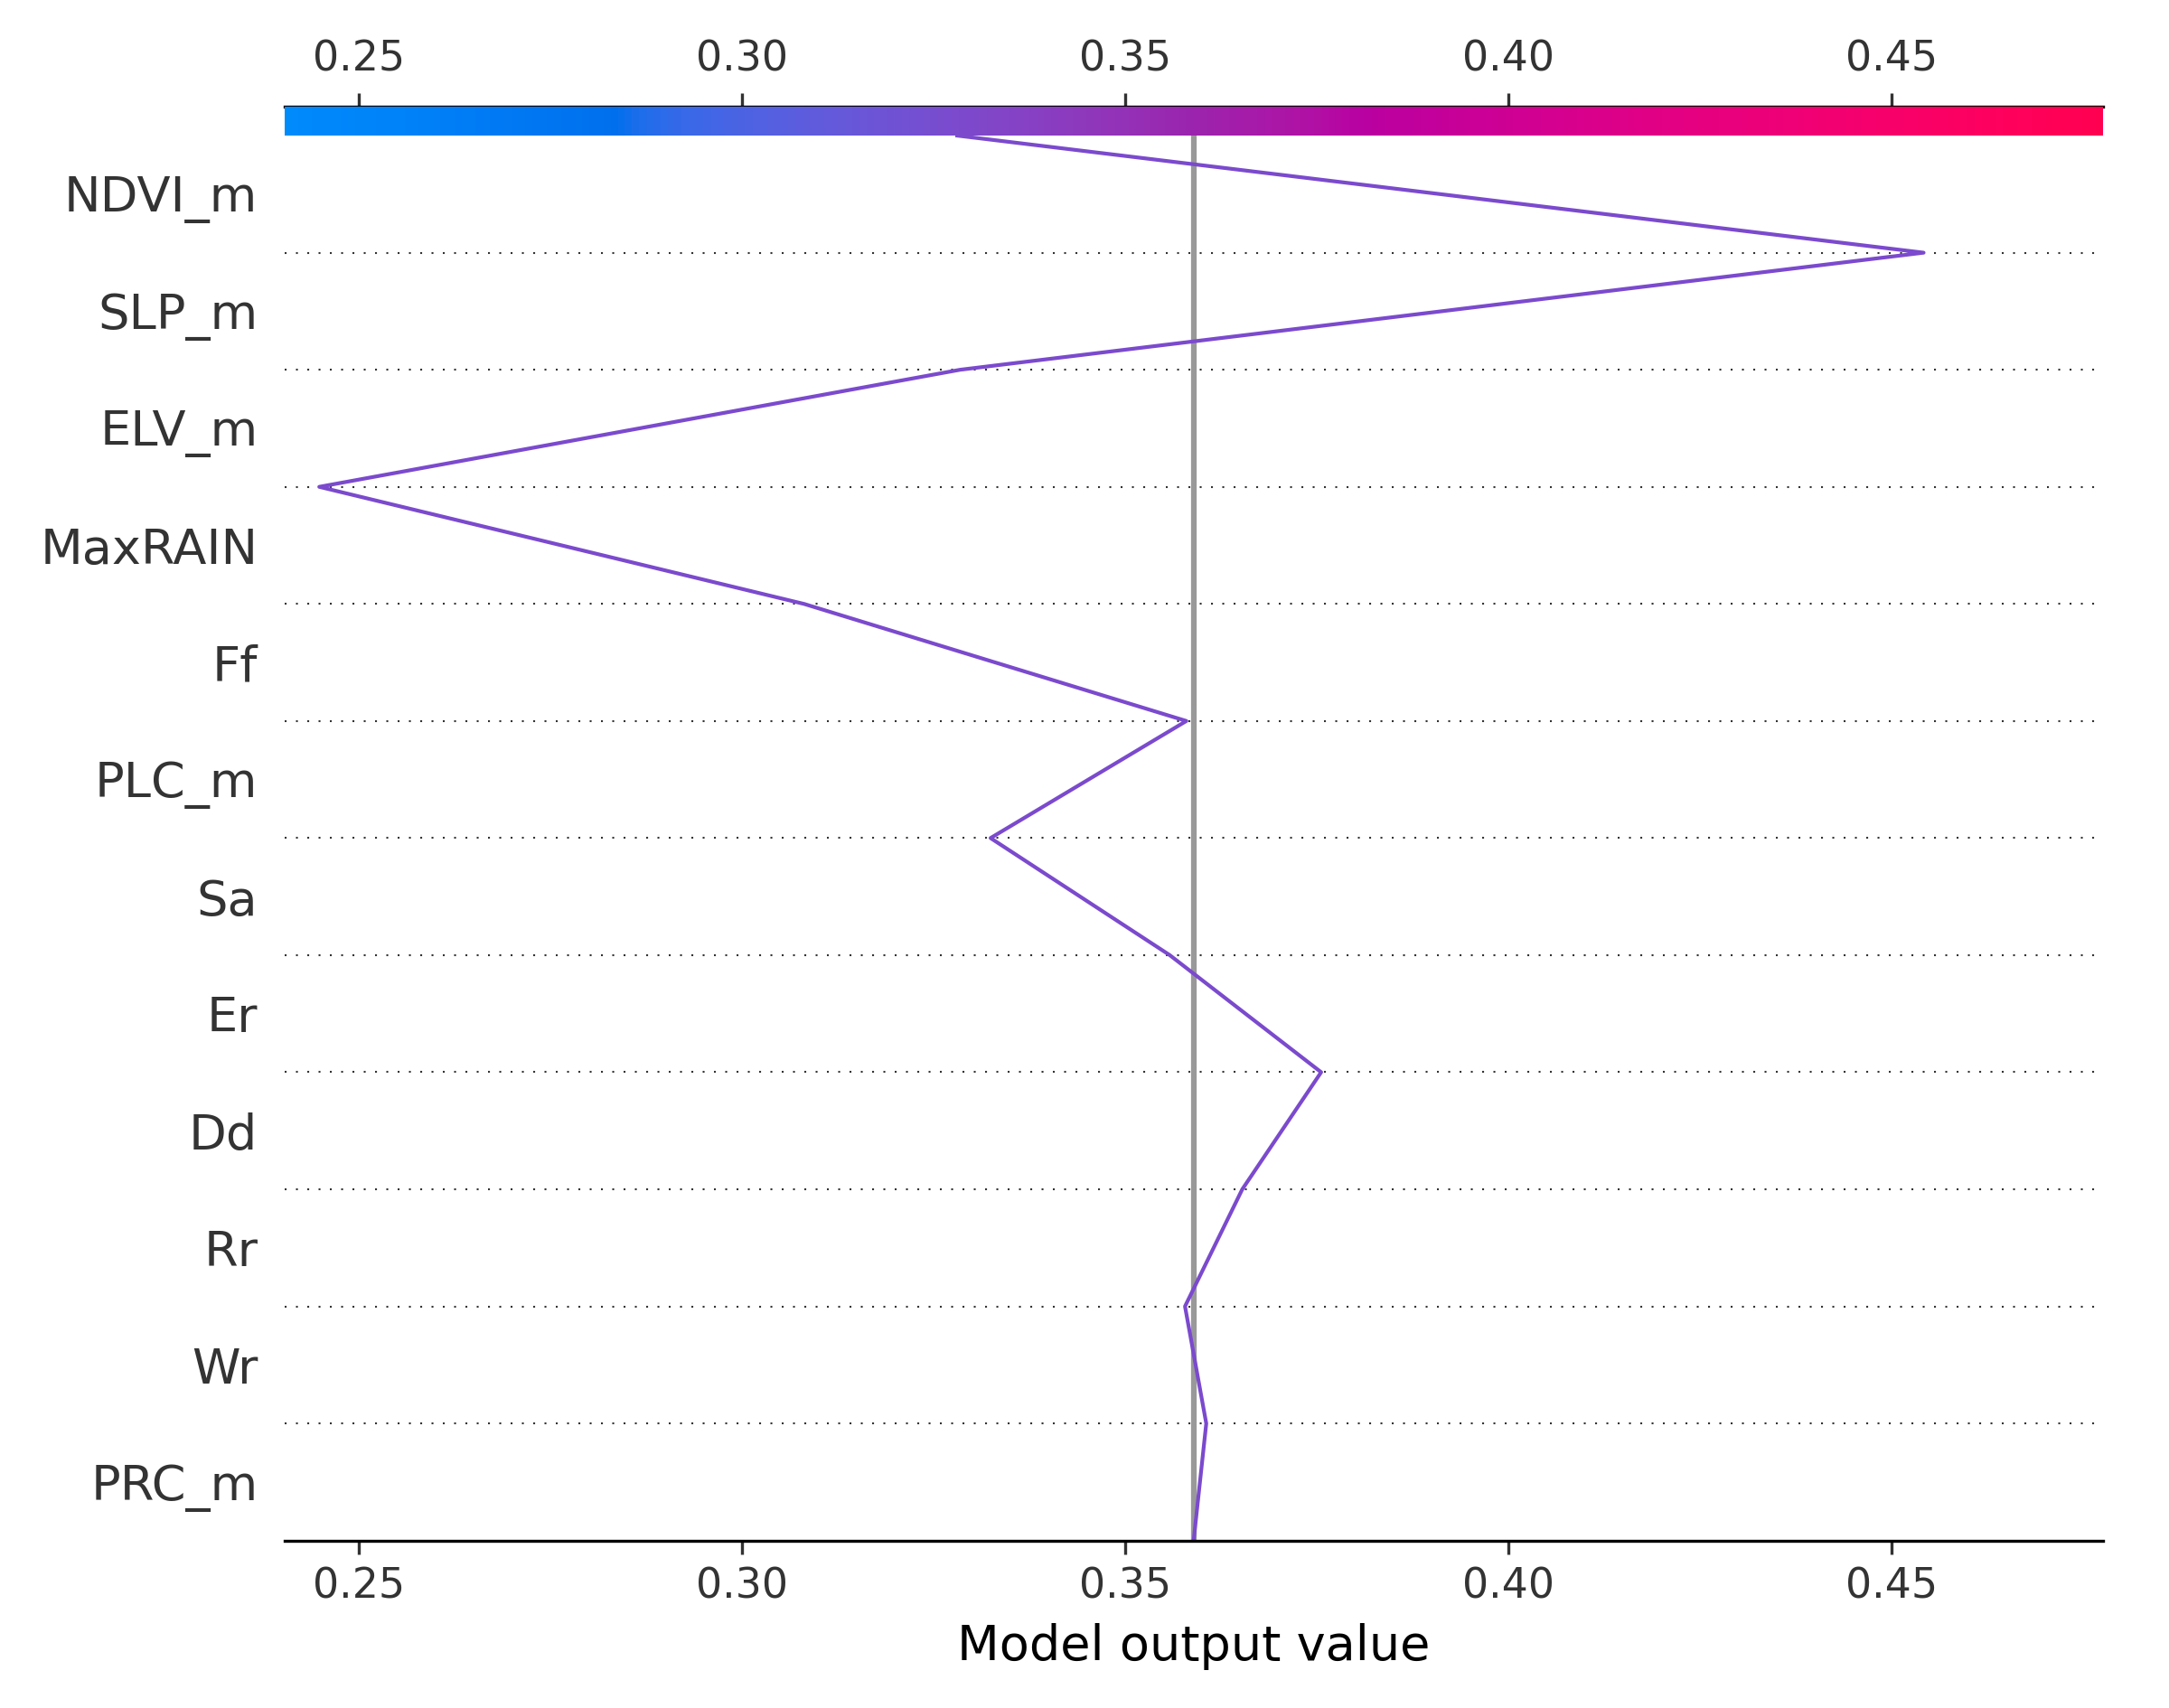 0.25 0.30 0.35 0.40 0.45
NDVI_m
SLP_m
ELV_m
MaxRAIN
Ff
PLC_m
Sa
Er
Dd
Rr
Wr
PRC_m
0.25 0.30 0.35 0.40 0.45
Model output value